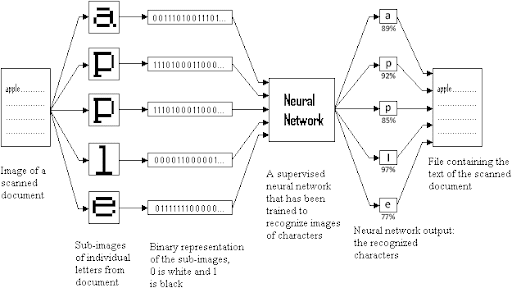 apple.........
Image of a
scanned
document
a
p
p
l
e
Sub-images
of individual
letters from
document
00111010011101...
1110100011000...
1110100011000...
0000110000001...
0111111100000...
Binary representation
of the sub-images,
0 is white and 1
is black
Neural
Network
A supervised
neural network
that has been
trained to
recognize images
of characters
a
89%
p
92%
p
85%
l
97%
e
77%
Neural network output:
the recognized
characters
apple.........
File containing the
text of the scanned
document